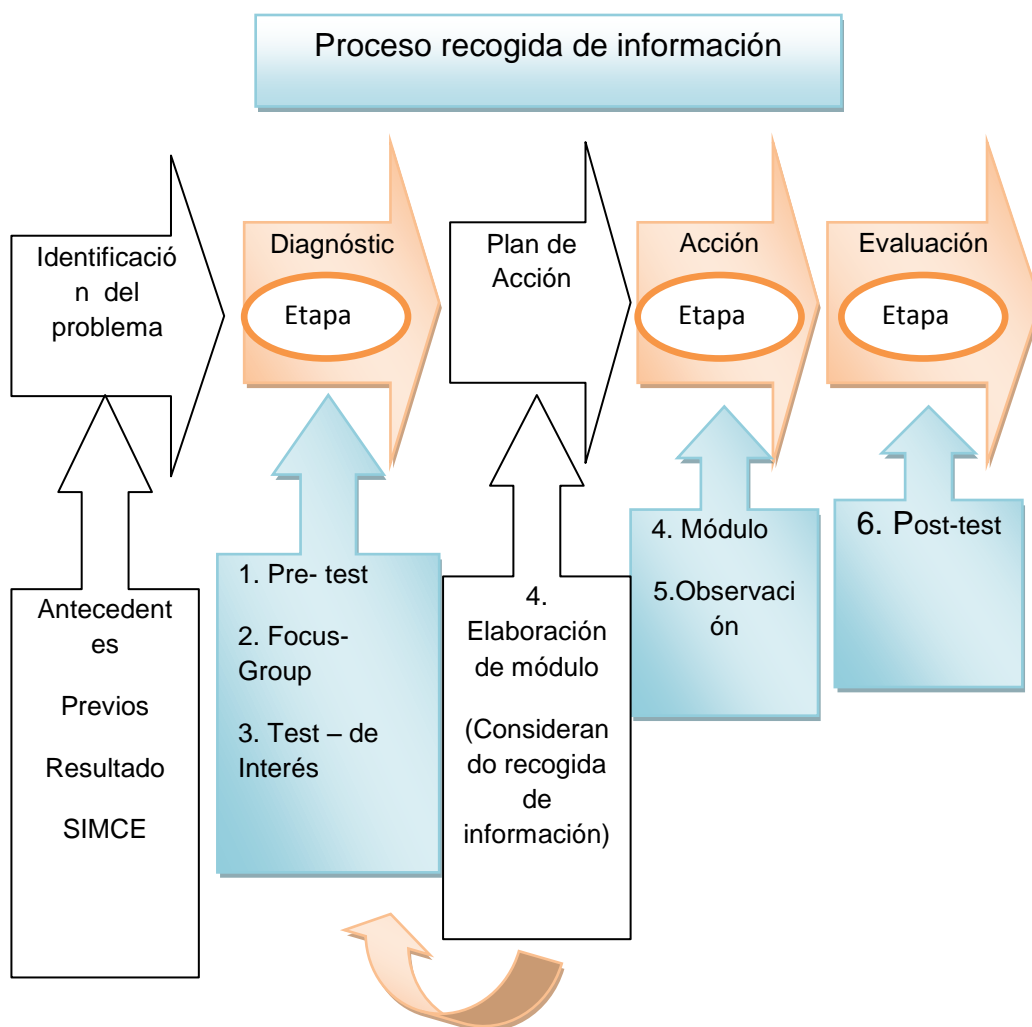 Proceso recogida de información
Identificació
n del
problema
Diagnóstic
Etapa
Plan de
Acción
Acción
Etapa
Evaluación
Etapa
Antecedent
es
Previos
Resultado
SIMCE
1. Pre- test
2. Focus-
Group
3. Test – de
Interés
4.
Elaboración
de módulo
(Consideran
do recogida
de
información)
4. Módulo
5.Observaci
ón
6. Post-test